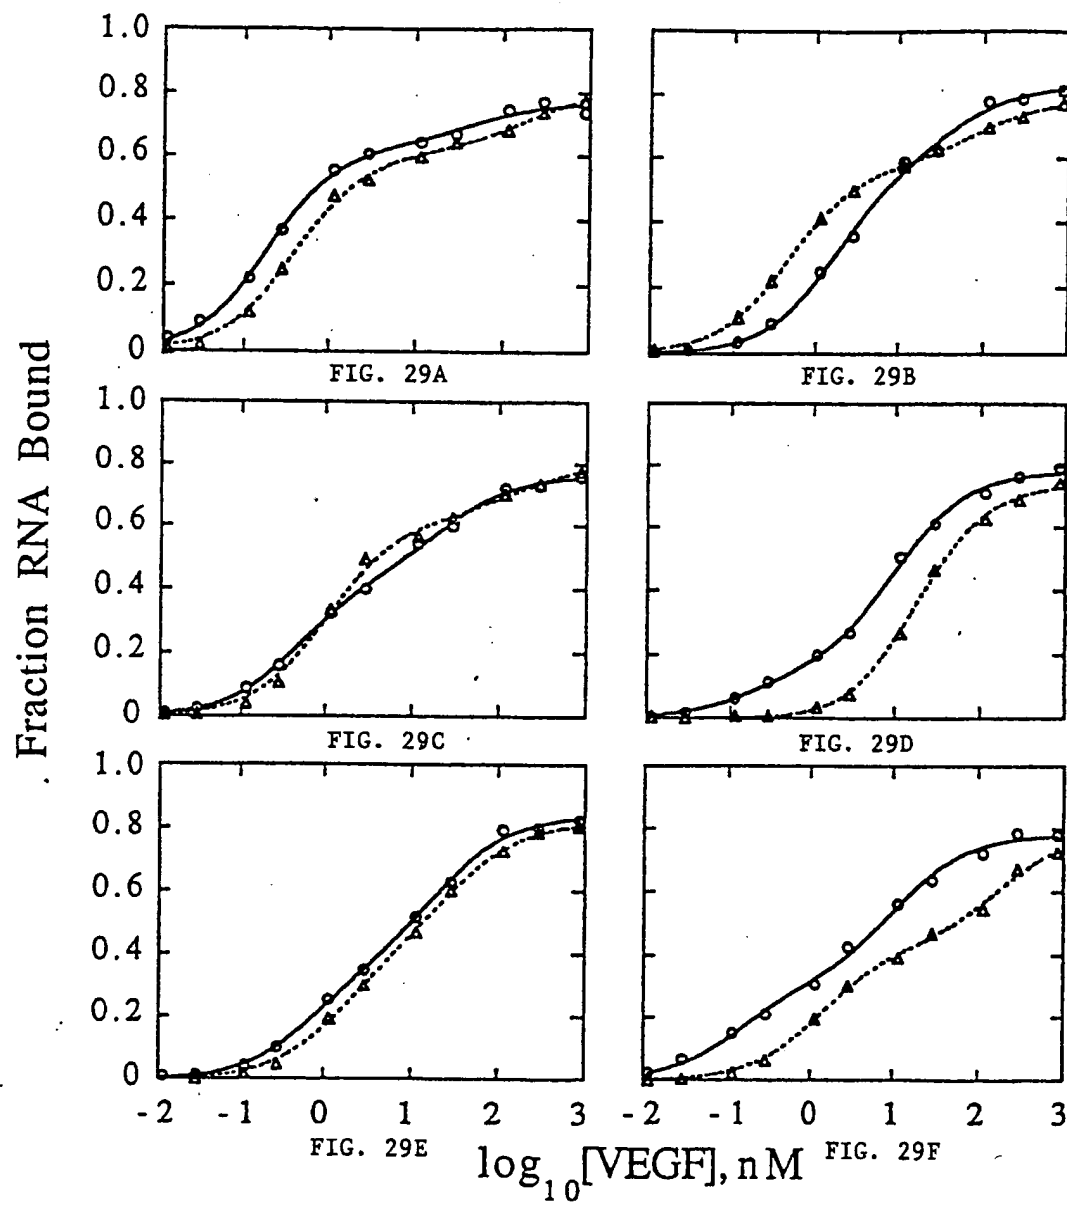 1.0
0.8
0.6
0.4
0.2
0
FIG. 29A
FIG. 29B
1.0
0.8
0.6
0.4
0.2
0
FIG. 29C
FIG. 29D
1.0
0.8
0.6
0.4
0.2
0
-2 -1 0 1 2 3
-2 -1 0 1 2 3
FIG. 29E
FIG. 29F
Fraction RNA Bound
log10[VEGF], nM